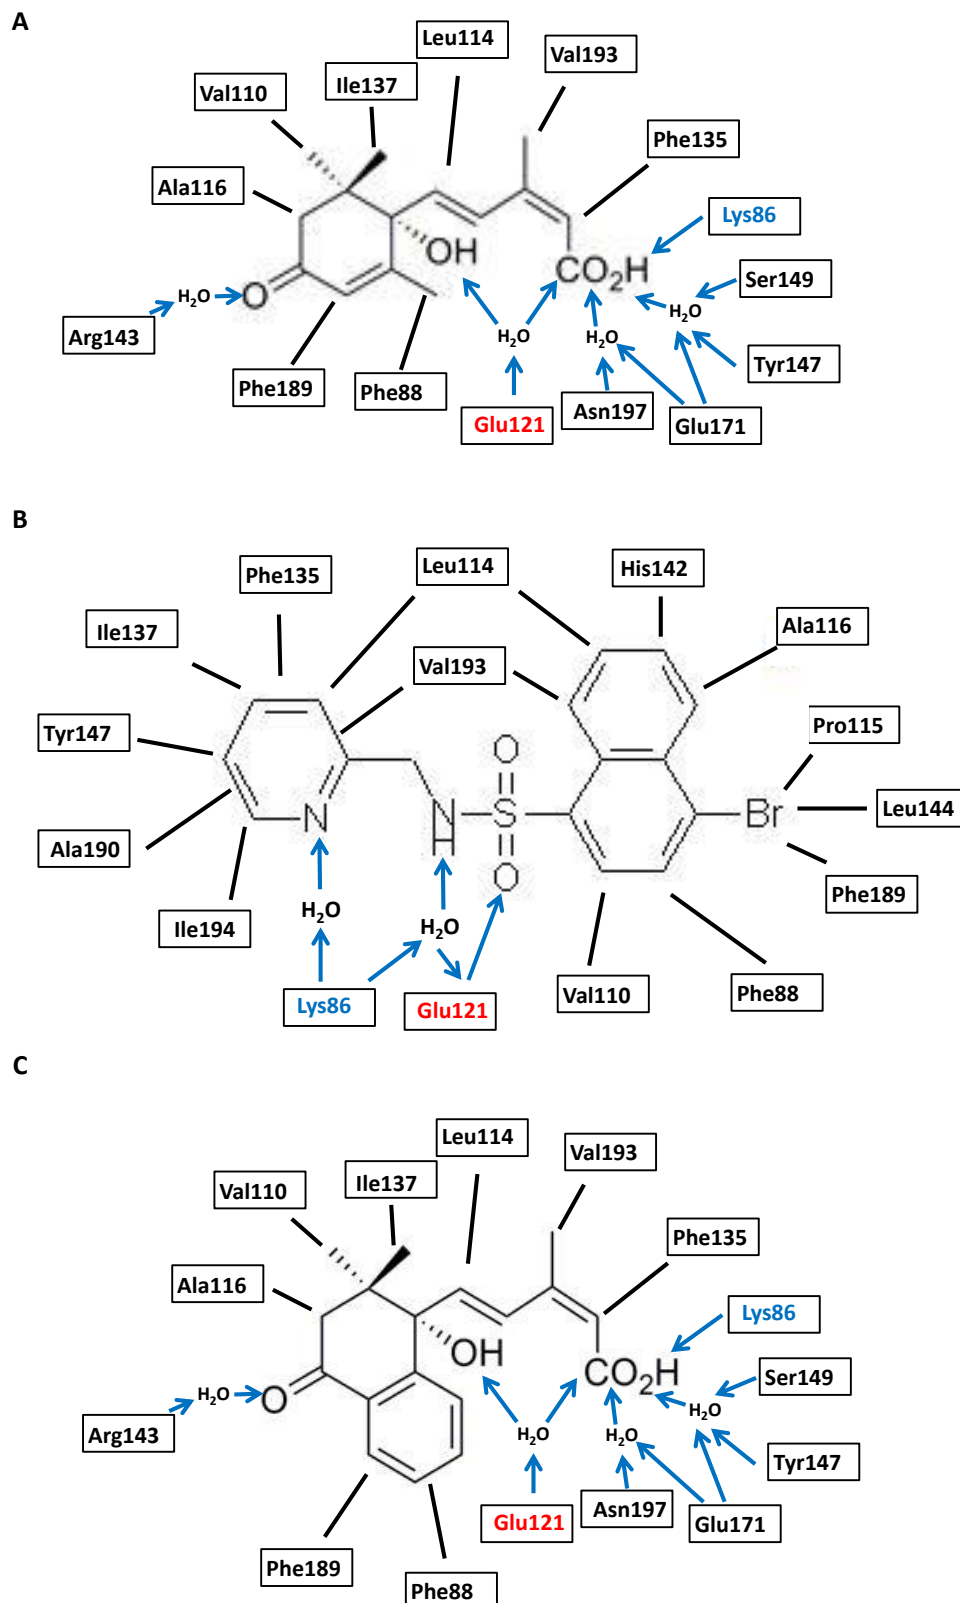 A
Leu114
Val193
Ile137
Val110
Phe135
Ala116
Lys86
OH
CO₂H
Ser149
H₂O
O
H₂O
Arg143
H₂O
H₂O
Tyr147
Phe189
Phe88
Glu121
Asn197
Glu171
B
Phe135
Leu114
His142
Ile137
Ala116
Val193
Tyr147
Pro115
O
N
N
S
Br
Leu144
H
Ala190
O
Phe189
H₂O
H₂O
Ile194
Lys86
Glu121
Val110
Phe88
C
Leu114
Val193
Ile137
Val110
Phe135
Ala116
Lys86
OH
CO₂H
Ser149
H₂O
O
H₂O
Arg143
H₂O
H₂O
Tyr147
Glu121
Asn197
Glu171
Phe189
Phe88